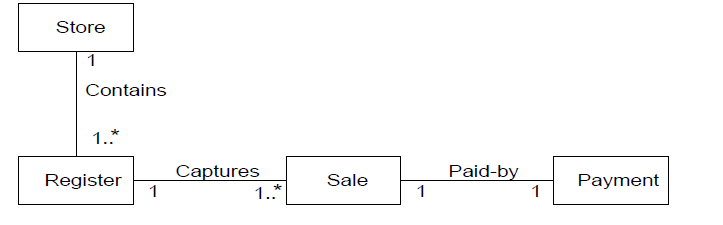 Store
1
Contains
1..*
Register
1
Captures
1..*
Sale
1
Paid-by
1
Payment